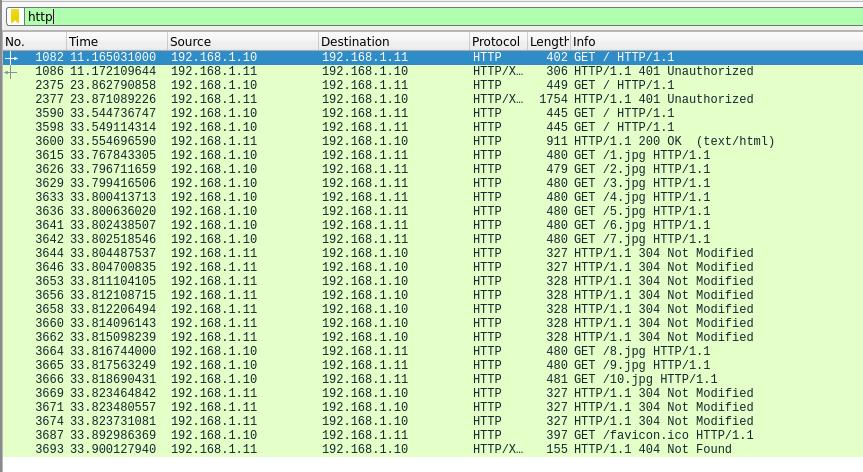 http
No. Time Source Destination Protocol Length Info
1082 11.165031000 192.168.1.10 192.168.1.11 HTTP 402 GET / HTTP/1.1
1086 11.172109644 192.168.1.11 192.168.1.10 HTTP/X… 306 HTTP/1.1 401 Unauthorized
2375 23.862790858 192.168.1.10 192.168.1.11 HTTP 449 GET / HTTP/1.1
2377 23.871089226 192.168.1.11 192.168.1.10 HTTP/X… 1754 HTTP/1.1 401 Unauthorized
3590 33.544736747 192.168.1.10 192.168.1.11 HTTP 445 GET / HTTP/1.1
3598 33.549114314 192.168.1.10 192.168.1.11 HTTP 445 GET / HTTP/1.1
3600 33.554696590 192.168.1.11 192.168.1.10 HTTP 911 HTTP/1.1 200 OK (text/html)
3615 33.767843305 192.168.1.10 192.168.1.11 HTTP 480 GET /1.jpg HTTP/1.1
3626 33.796711659 192.168.1.10 192.168.1.11 HTTP 479 GET /2.jpg HTTP/1.1
3629 33.799416506 192.168.1.10 192.168.1.11 HTTP 480 GET /3.jpg HTTP/1.1
3633 33.800413713 192.168.1.10 192.168.1.11 HTTP 480 GET /4.jpg HTTP/1.1
3636 33.800636020 192.168.1.10 192.168.1.11 HTTP 480 GET /5.jpg HTTP/1.1
3641 33.802438507 192.168.1.10 192.168.1.11 HTTP 480 GET /6.jpg HTTP/1.1
3642 33.802518546 192.168.1.10 192.168.1.11 HTTP 480 GET /7.jpg HTTP/1.1
3644 33.804487537 192.168.1.11 192.168.1.10 HTTP 327 HTTP/1.1 304 Not Modified
3646 33.804700835 192.168.1.11 192.168.1.10 HTTP 327 HTTP/1.1 304 Not Modified
3653 33.811104105 192.168.1.11 192.168.1.10 HTTP 328 HTTP/1.1 304 Not Modified
3656 33.812108715 192.168.1.11 192.168.1.10 HTTP 328 HTTP/1.1 304 Not Modified
3658 33.812206494 192.168.1.11 192.168.1.10 HTTP 328 HTTP/1.1 304 Not Modified
3660 33.814096143 192.168.1.11 192.168.1.10 HTTP 328 HTTP/1.1 304 Not Modified
3662 33.815098239 192.168.1.11 192.168.1.10 HTTP 328 HTTP/1.1 304 Not Modified
3664 33.816744000 192.168.1.10 192.168.1.11 HTTP 480 GET /8.jpg HTTP/1.1
3665 33.817563249 192.168.1.10 192.168.1.11 HTTP 480 GET /9.jpg HTTP/1.1
3666 33.818690431 192.168.1.10 192.168.1.11 HTTP 481 GET /10.jpg HTTP/1.1
3669 33.823464842 192.168.1.11 192.168.1.10 HTTP 327 HTTP/1.1 304 Not Modified
3671 33.823480557 192.168.1.11 192.168.1.10 HTTP 327 HTTP/1.1 304 Not Modified
3674 33.823731081 192.168.1.11 192.168.1.10 HTTP 327 HTTP/1.1 304 Not Modified
3687 33.892986369 192.168.1.10 192.168.1.11 HTTP 397 GET /favicon.ico HTTP/1.1
3693 33.900127940 192.168.1.11 192.168.1.10 HTTP/X… 155 HTTP/1.1 404 Not Found